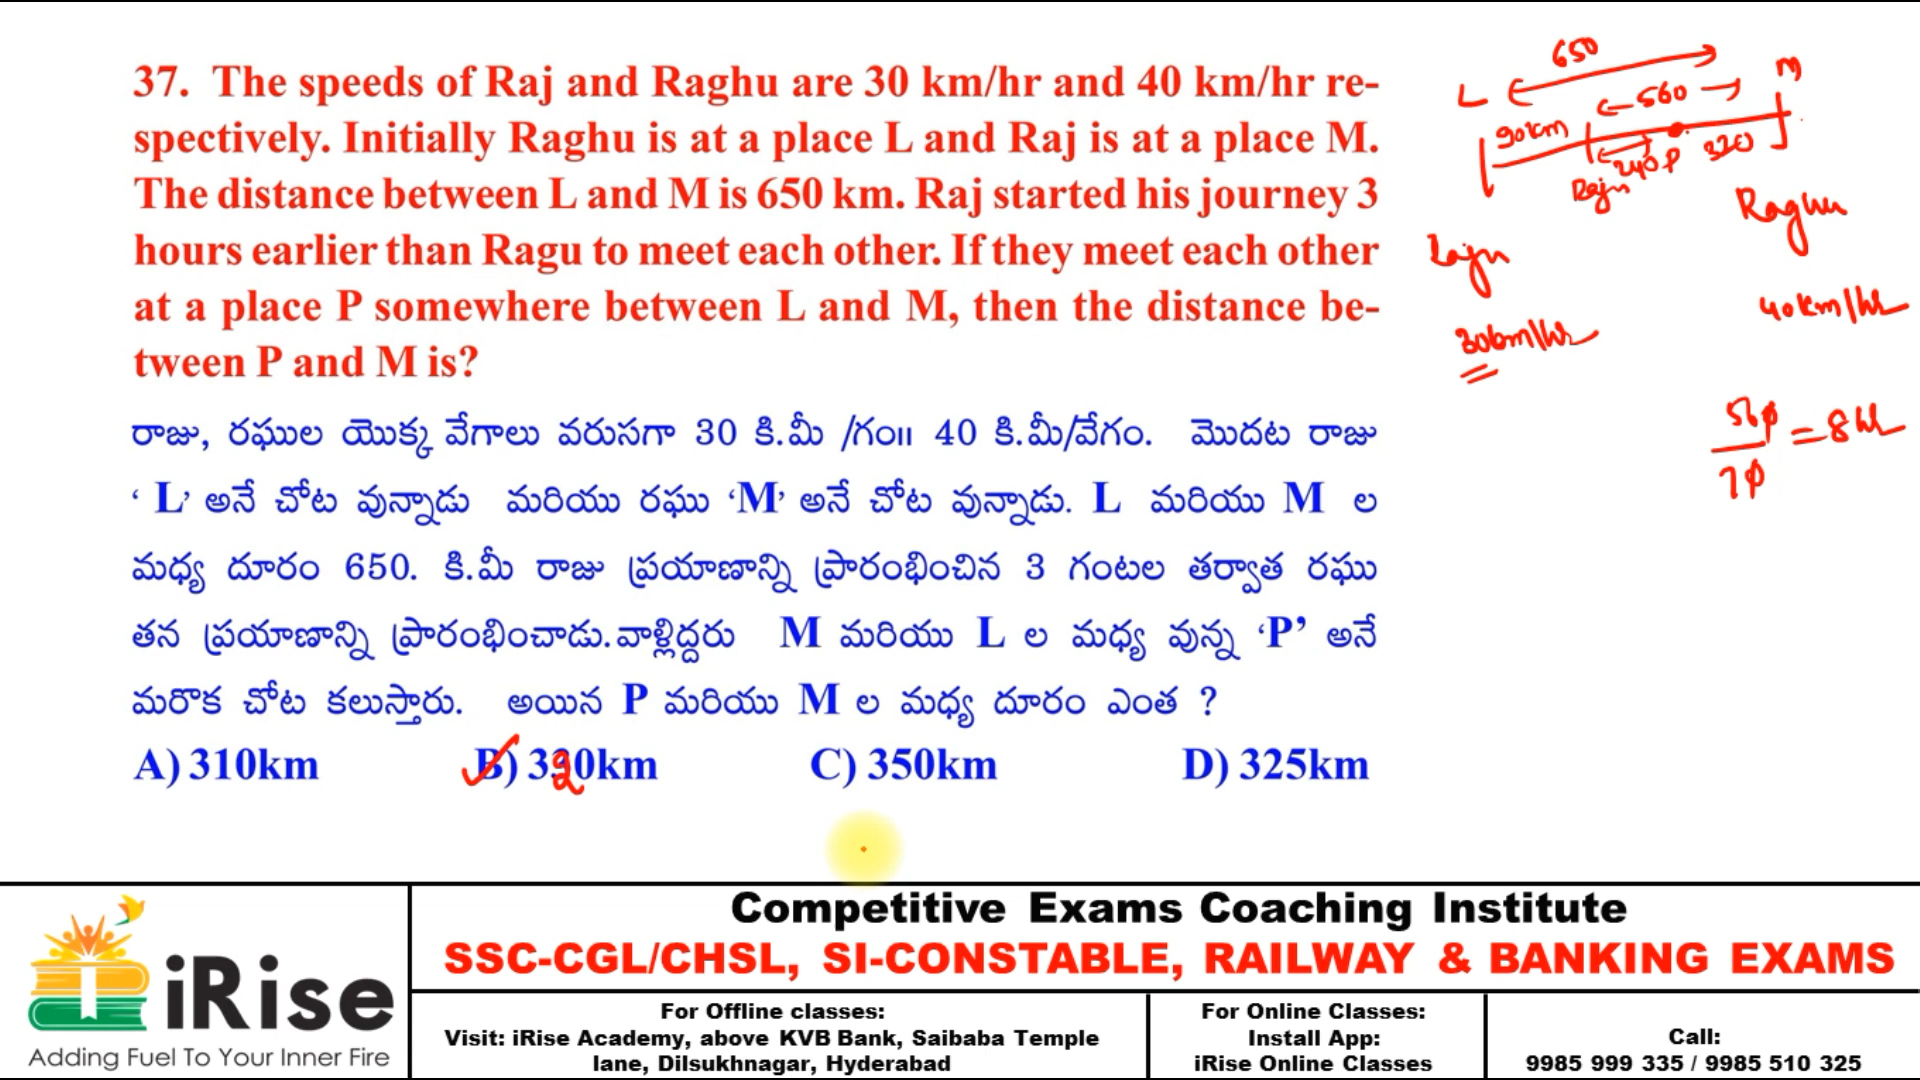 37. The speeds of Raj and Raghu are 30 km/hr and 40 km/hr re-
spectively. Initially Raghu is at a place L and Raj is at a place M.
The distance between L and M is 650 km. Raj started his journey 3
hours earlier than Ragu to meet each other. If they meet each other
at a place P somewhere between L and M, then the distance be-
tween P and M is?
రాజు, రఘుల యొక్క వేగాలు వరుసగా 30 కి.మీ /గం॥ 40 కి.మీ/వేగం. మొదట రాజు
‘ L’ అనే చోట వున్నాడు మరియు రఘు ‘M’ అనే చోట వున్నాడు. L మరియు M ల
మధ్య దూరం 650. కి.మీ రాజు ప్రయాణాన్ని ప్రారంభించిన 3 గంటల తర్వాత రఘు
తన ప్రయాణాన్ని ప్రారంభించాడు.వాళ్లిద్దరు M మరియు L ల మధ్య వున్న ‘P’ అనే
మరొక చోట కలుస్తారు. అయిన P మరియు M ల మధ్య దూరం ఎంత ?
A) 310km B) 320km C) 350km D) 325km
650
L M
560
90km
240 P 320
Raju
Raghu
Raju
40km/hr
30km/hr
560
70 = 8hr
iRise
Adding Fuel To Your Inner Fire
Competitive Exams Coaching Institute
SSC-CGL/CHSL, SI-CONSTABLE, RAILWAY & BANKING EXAMS
For Offline classes:
Visit: iRise Academy, above KVB Bank, Saibaba Temple
lane, Dilsukhnagar, Hyderabad
For Online Classes:
Install App:
iRise Online Classes
Call:
9985 999 335 / 9985 510 325